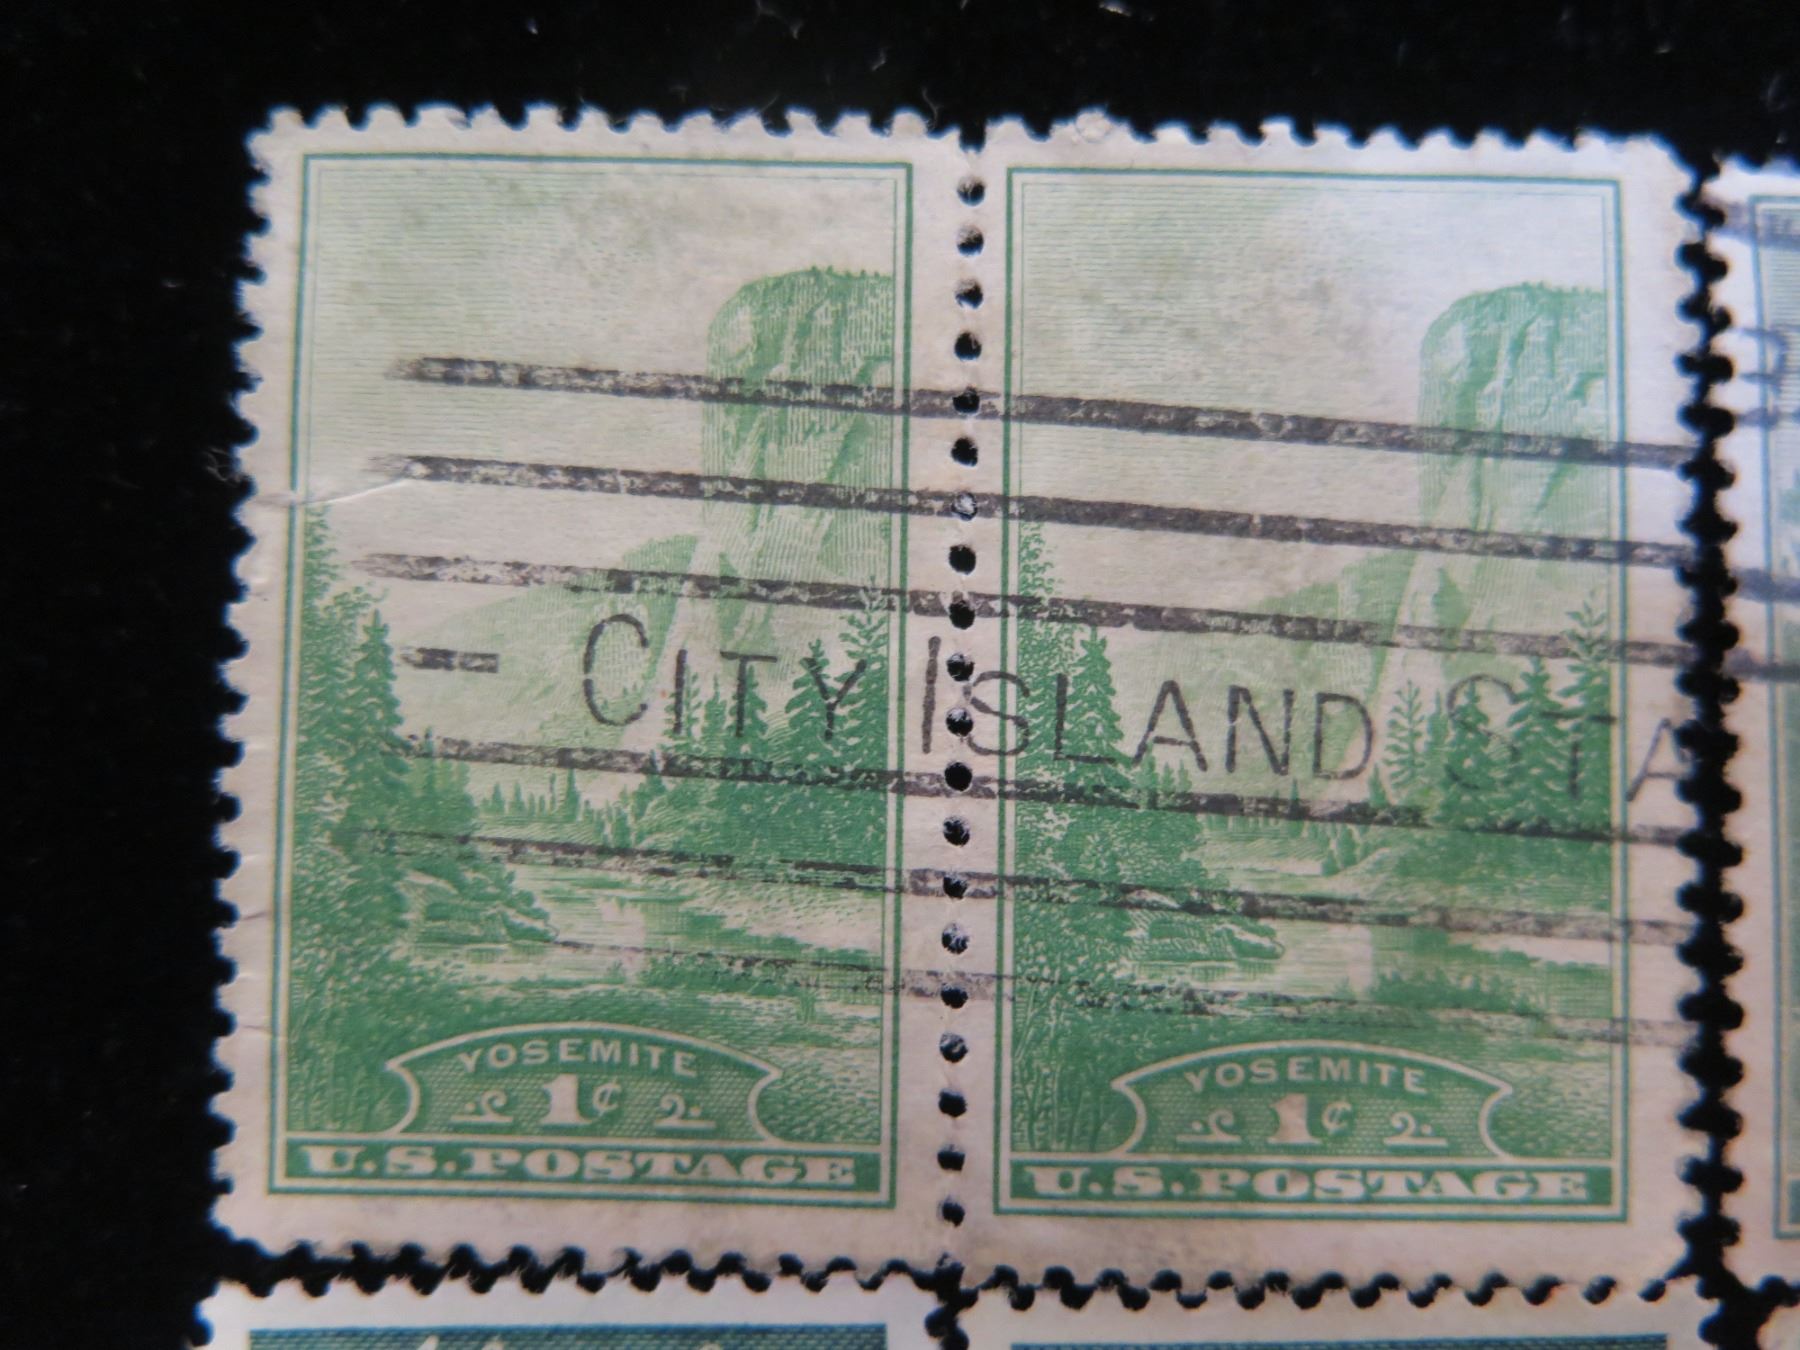 - CITY ISLAND STA
YOSEMITE YOSEMITE
1¢ 1¢
U.S. POSTAGE U.S. POSTAGE